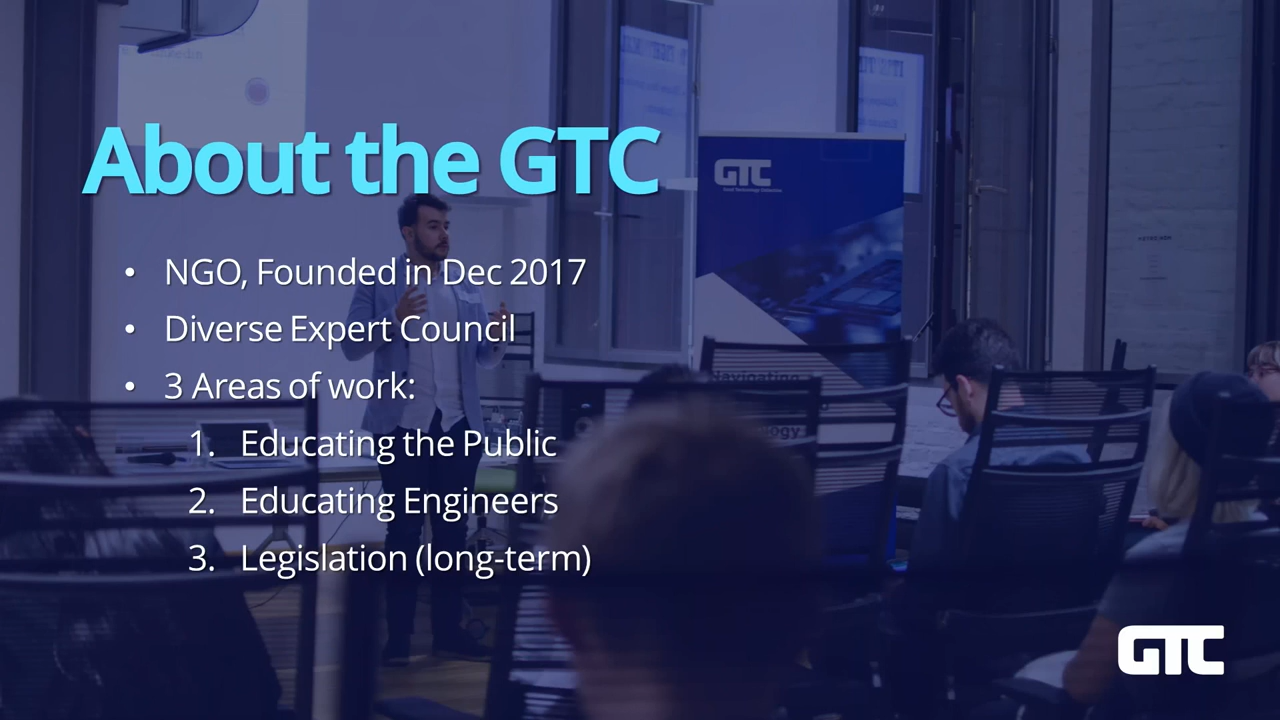 About the GTC
GTC
• NGO, Founded in Dec 2017
• Diverse Expert Council
• 3 Areas of work:
1. Educating the Public
2. Educating Engineers
3. Legislation (long-term)
Navigating
GTC